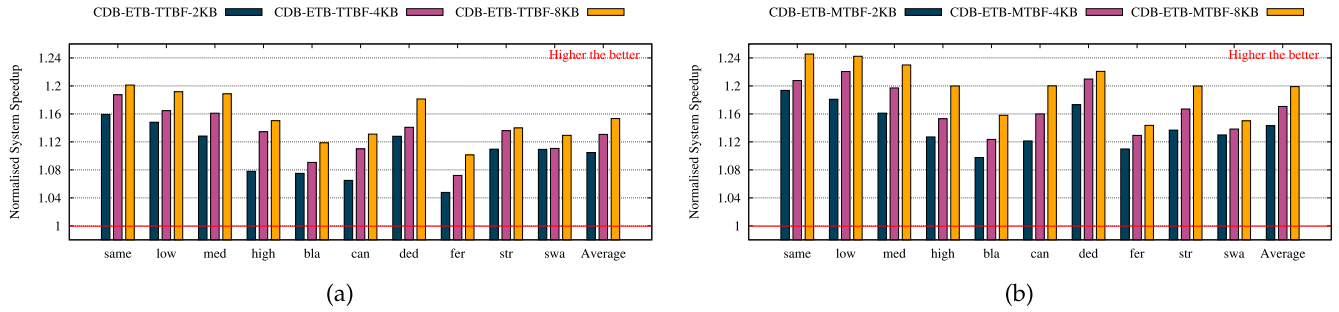 CDB-ETB-TTBF-2KB CDB-ETB-TTBF-4KB CDB-ETB-TTBF-8KB
Normalised System Speedup
1.24
1.2
1.16
1.12
1.08
1.04
1
Higher the better
same low med high bla can ded fer str swa Average
(a)
CDB-ETB-MTBF-2KB CDB-ETB-MTBF-4KB CDB-ETB-MTBF-8KB
Normalised System Speedup
1.24
1.2
1.16
1.12
1.08
1.04
1
Higher the better
same low med high bla can ded fer str swa Average
(b)